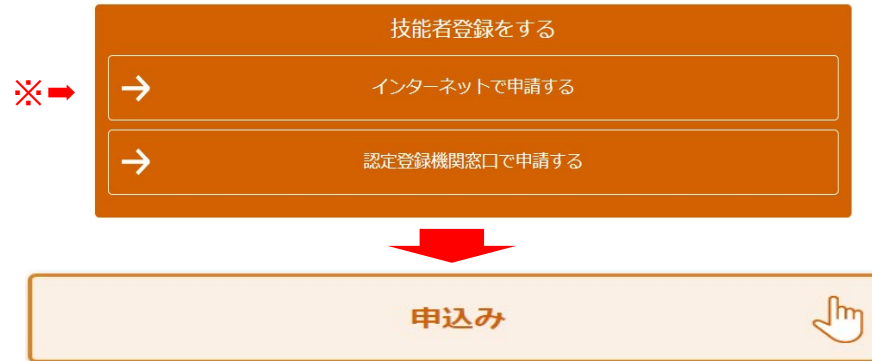 技能者登録をする
※➡ → インターネットで申請する
→ 認定登録機関窓口で申請する
申込み